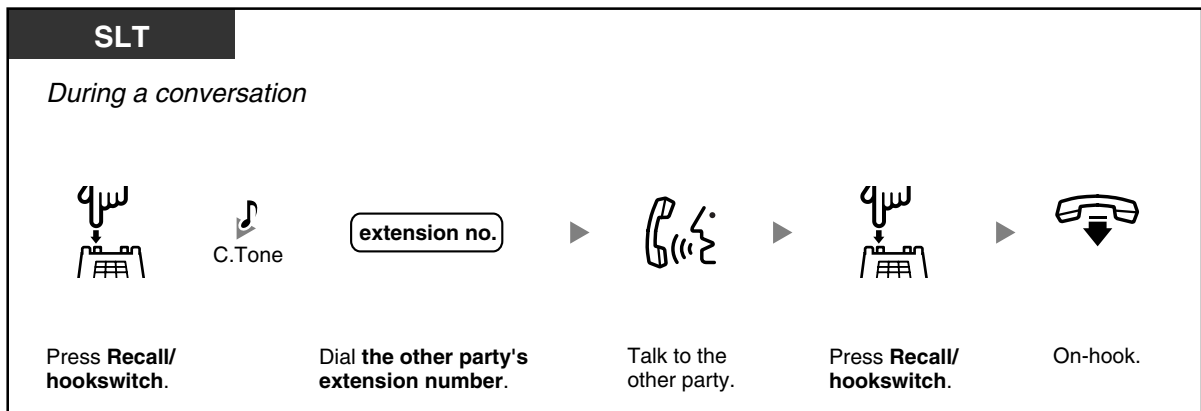 SLT
During a conversation
C.Tone
extension no.
Press Recall/
hookswitch.
Dial the other party's
extension number.
Talk to the
other party.
Press Recall/
hookswitch.
On-hook.